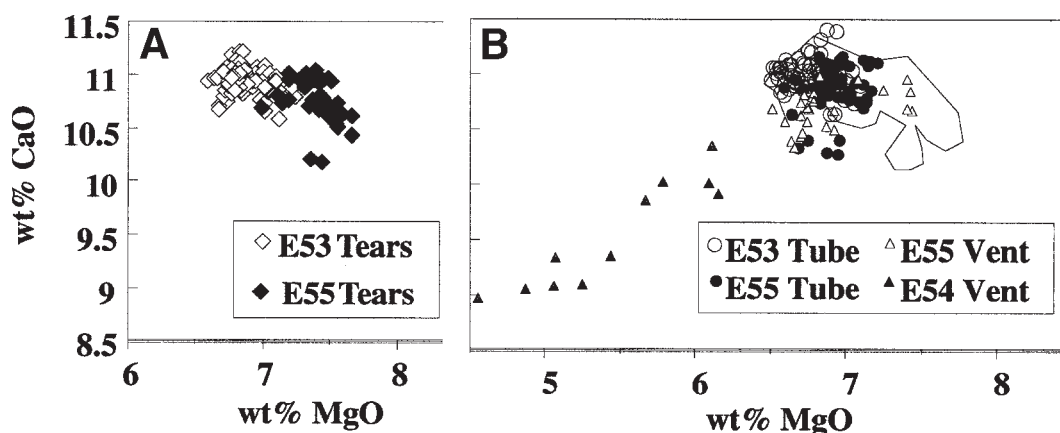 A
B
wt% CaO
11.5
11
10.5
10
9.5
9
8.5
E53 Tears
E55 Tears
6
7
8
wt% MgO
E53 Tube
E55 Vent
E55 Tube
E54 Vent
5
6
7
8
wt% MgO